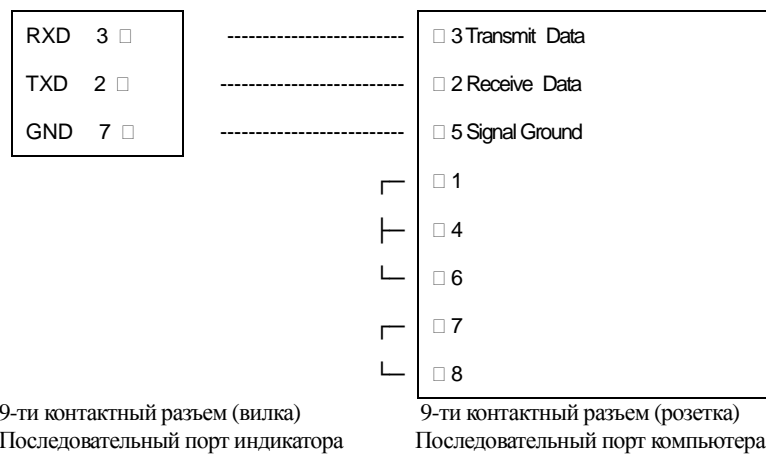 RXD 3 □ ------------------------- □ 3 Transmit Data
TXD 2 □ -------------------------- □ 2 Receive Data
GND 7 □ -------------------------- □ 5 Signal Ground
□ 1
□ 4
□ 6
□ 7
□ 8
9-ти контактный разъем (вилка) 9-ти контактный разъем (розетка)
Последовательный порт индикатора Последовательный порт компьютера